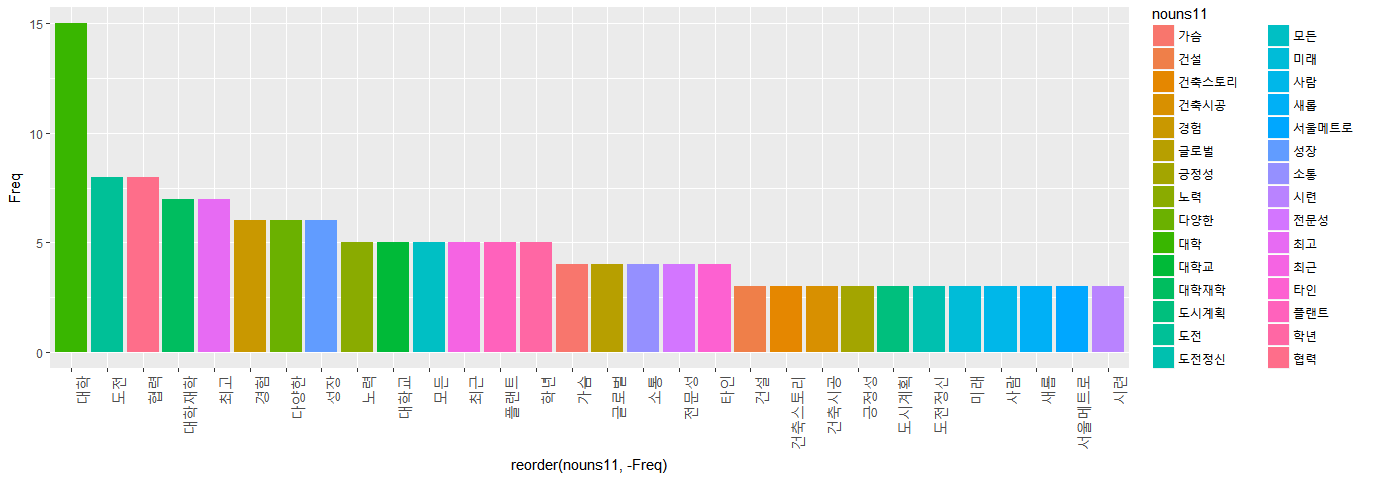 Freq
15
10
5
0
대학
도전
협력
대학재학
최고
경험
다양한
성장
노력
대학교
모든
최근
플랜트
학년
가슴
글로벌
소통
전문성
타인
건설
건축스토리
건축시공
긍정성
도시계획
도전정신
미래
사람
새롭
서울메트로
시련
reorder(nouns11, -Freq)
nouns11
가슴
건설
건축스토리
건축시공
경험
글로벌
긍정성
노력
다양한
대학
대학교
대학재학
도시계획
도전
도전정신
모든
미래
사람
새롭
서울메트로
성장
소통
시련
전문성
최고
최근
타인
플랜트
학년
협력